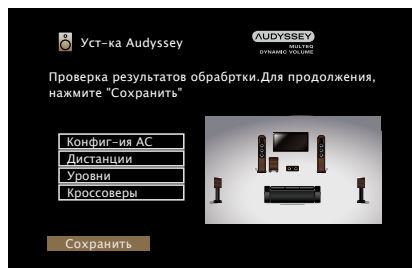 Уст-ка Audyssey
AUDYSSEY
MULTEQ
DYNAMIC VOLUME
Проверка результатов обрабртки.Для продолжения,
нажмите "Сохранить"
Конфиг-ия АС
Дистанции
Уровни
Кроссоверы
Сохранить